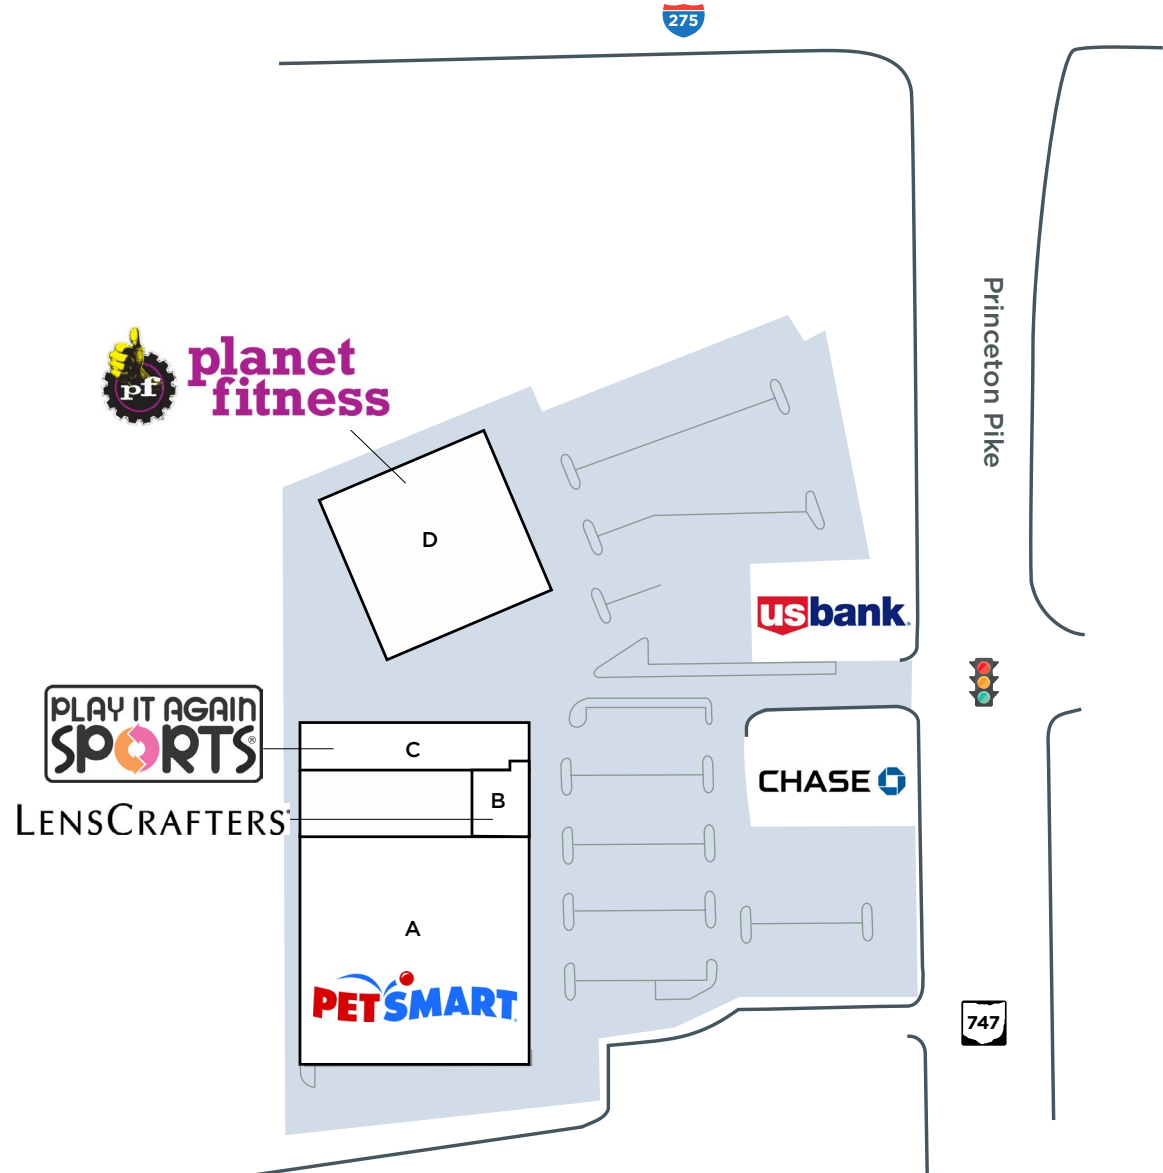 275
Princeton Pike
planet
fitness
pf
D
usbank.
PLAY IT AGAIN
SPORTS®
C
CHASE
B
LENSCRAFTERS
A
PETSMART
747